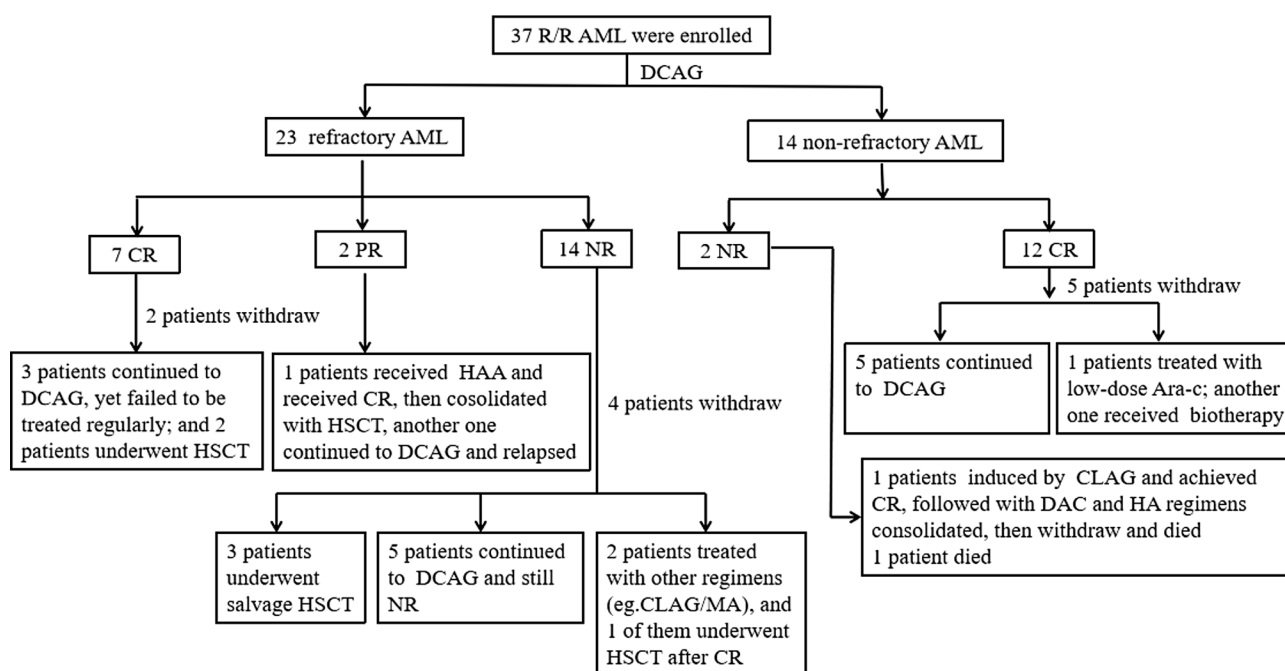 37 R/R AML were enrolled
DCAG
23 refractory AML
14 non-refractory AML
7 CR
2 PR
14 NR
2 NR
12 CR
2 patients withdraw
5 patients withdraw
3 patients continued to
DCAG, yet failed to be
treated regularly; and 2
patients underwent HSCT
1 patients received HAA and
received CR, then cosolidated
with HSCT, another one
continued to DCAG and relapsed
4 patients withdraw
5 patients continued
to DCAG
1 patients treated with
low-dose Ara-c; another
one received biotherapy
1 patients induced by CLAG and achieved
CR, followed with DAC and HA regimens
consolidated, then withdraw and died
1 patient died
3 patients
underwent
salvage HSCT
5 patients continued
to DCAG and still
NR
2 patients treated
with other regimens
(eg.CLAG/MA), and
1 of them underwent
HSCT after CR